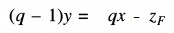 (q − 1)y = qx - z_F